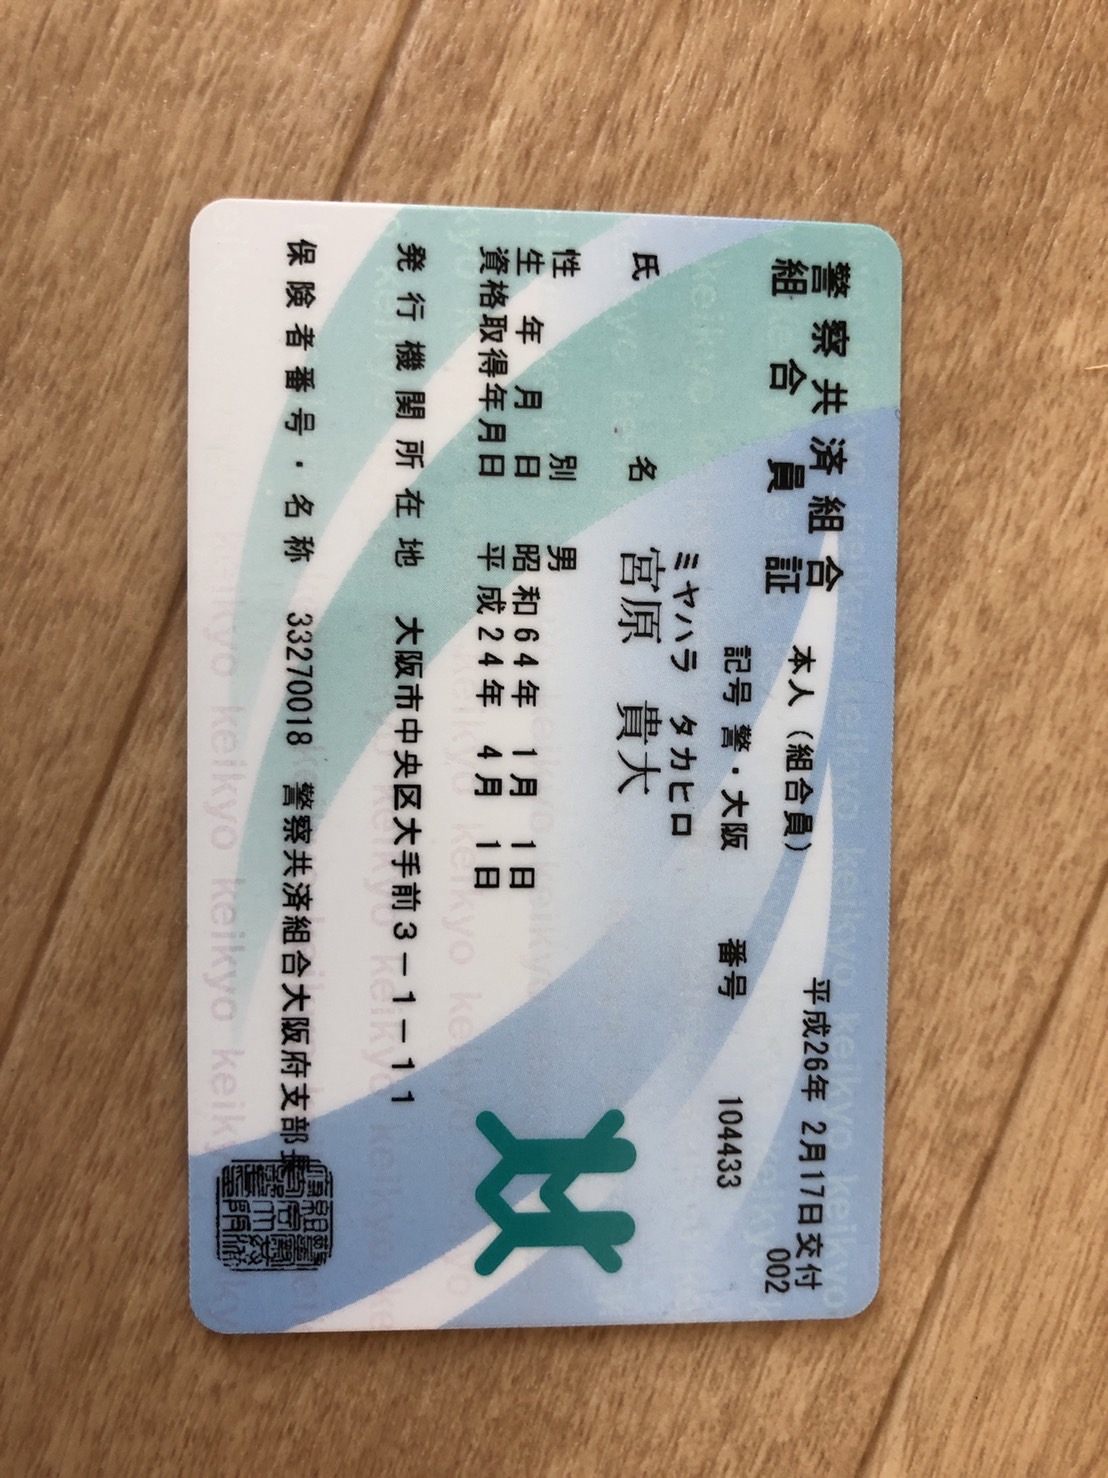 警察共済組合
組合員証
本人（組合員）
平成26年 2月17日交付
002
記号 警・大阪 番号 104433
ミヤハラ タカヒロ
氏名 宮原 貴大
性別 男
生年月日 昭和64年 1月 1日
資格取得年月日 平成24年 4月 1日
発行機関所在地 大阪市中央区大手前3－1－11
保険者番号・名称 33270018 警察共済組合大阪府支部長
keikyo keikyo keikyo keikyo